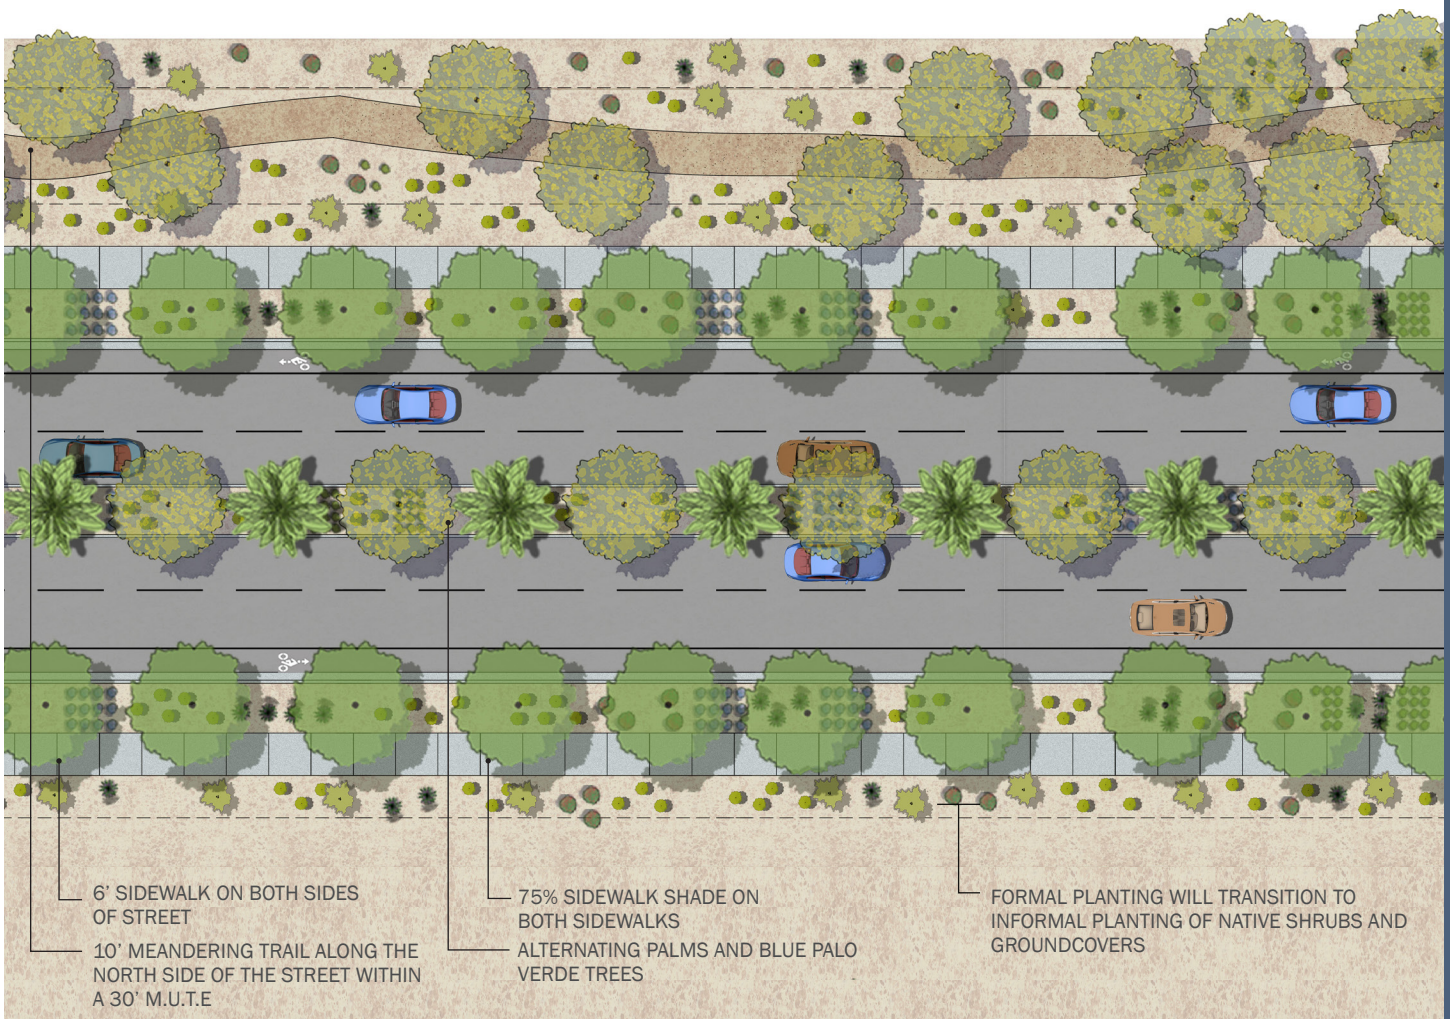 6' SIDEWALK ON BOTH SIDES
OF STREET
10' MEANDERING TRAIL ALONG THE
NORTH SIDE OF THE STREET WITHIN
A 30' M.U.T.E
75% SIDEWALK SHADE ON
BOTH SIDEWALKS
ALTERNATING PALMS AND BLUE PALO
VERDE TREES
FORMAL PLANTING WILL TRANSITION TO
INFORMAL PLANTING OF NATIVE SHRUBS AND
GROUNDCOVERS